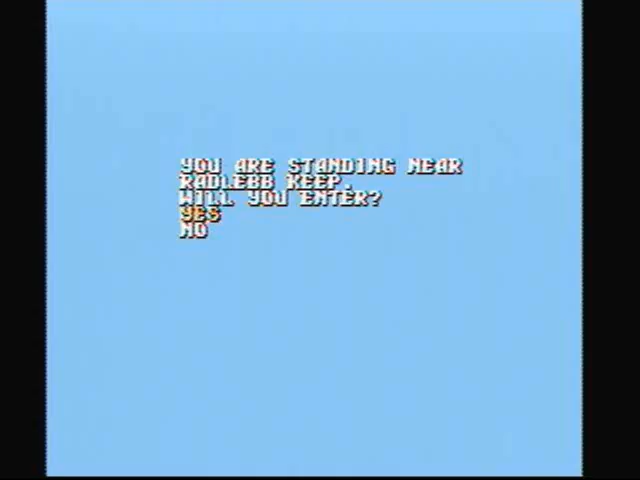 YOU ARE STANDING NEAR
RADLEBB KEEP.
WILL YOU ENTER?
YES
NO